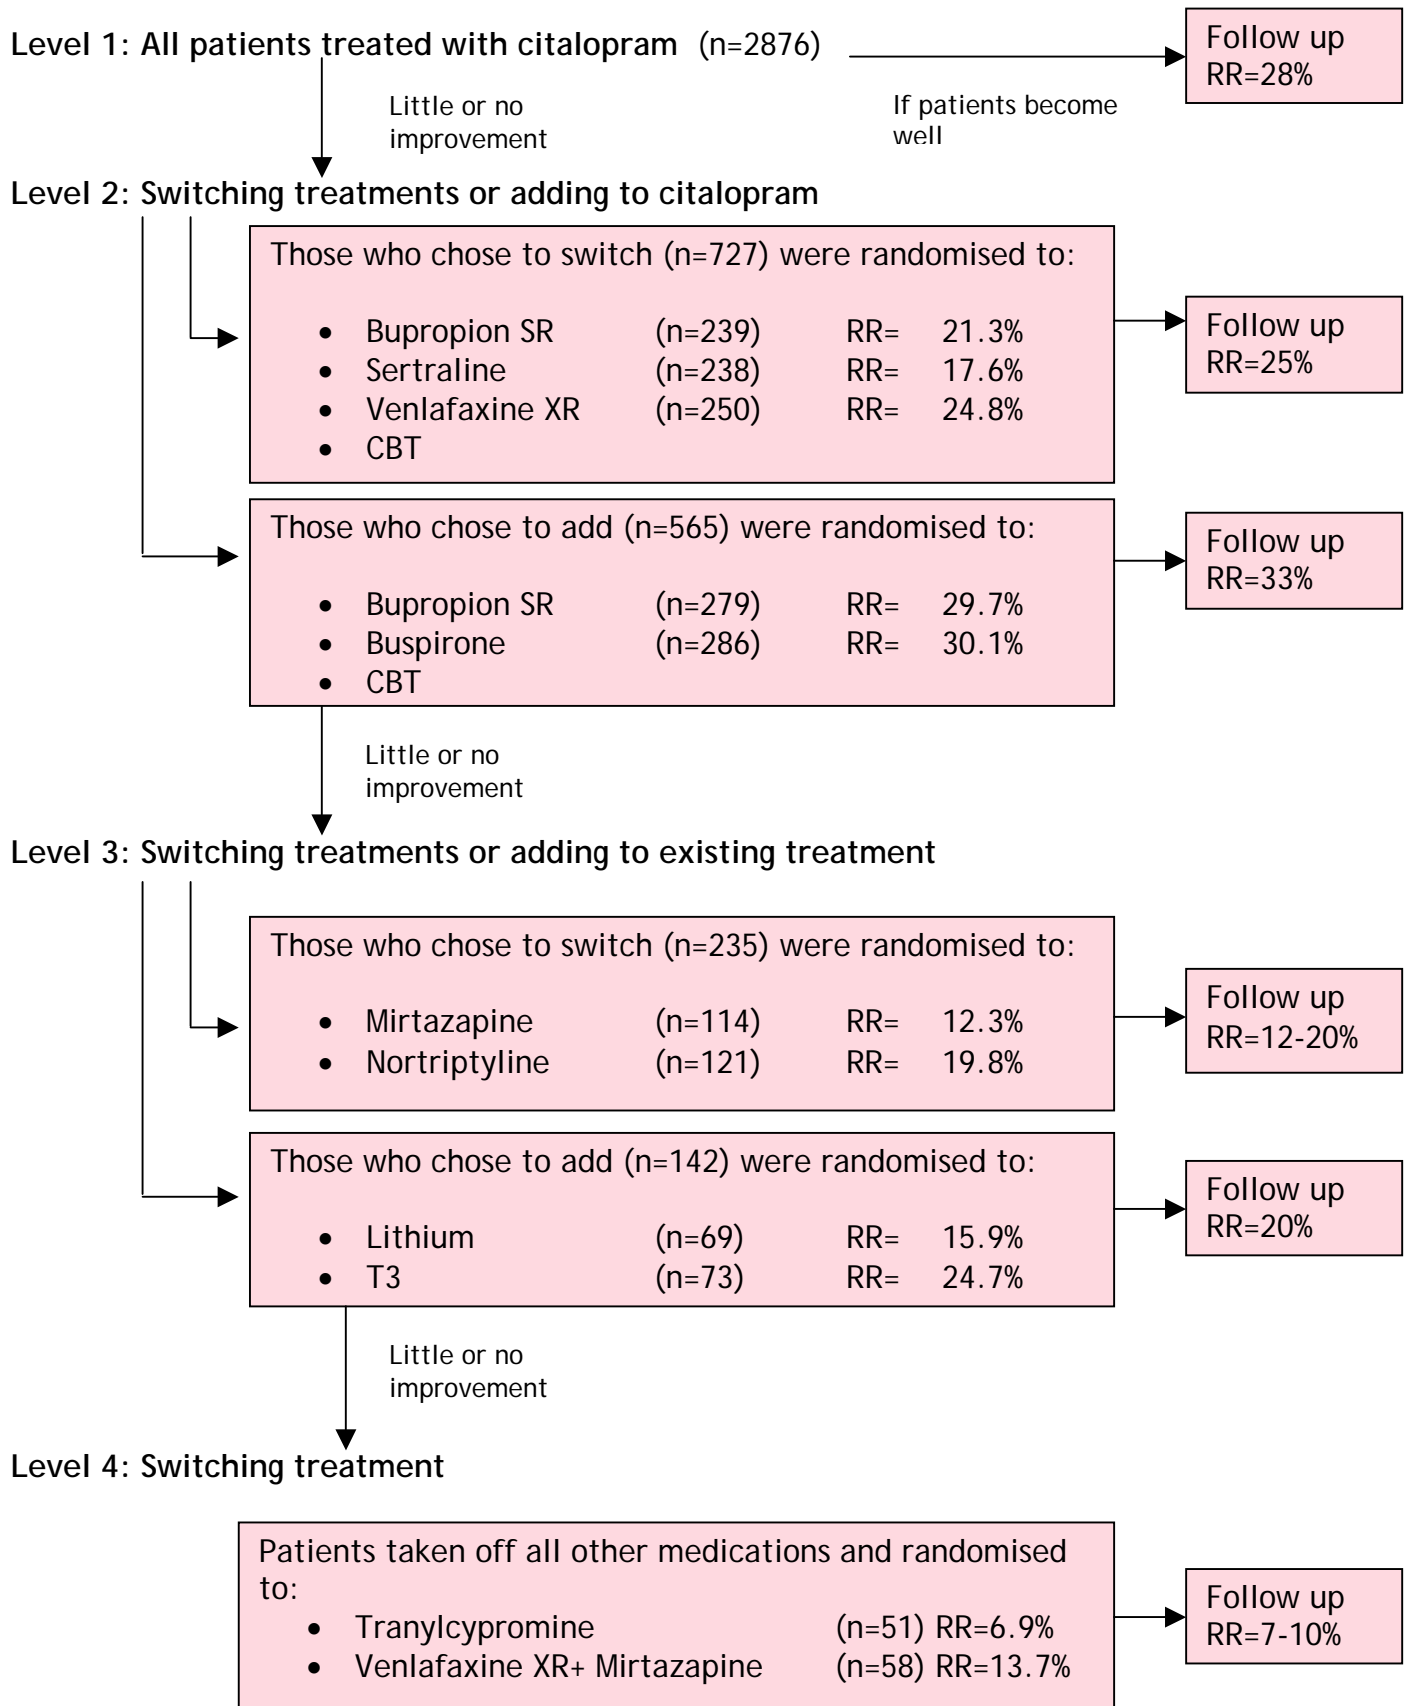 Level 1: All patients treated with citalopram (n=2876)
Follow up
RR=28%
Little or no
improvement
If patients become
well
Level 2: Switching treatments or adding to citalopram
Those who chose to switch (n=727) were randomised to:
• Bupropion SR (n=239) RR= 21.3%
• Sertraline (n=238) RR= 17.6%
• Venlafaxine XR (n=250) RR= 24.8%
• CBT
Follow up
RR=25%
Those who chose to add (n=565) were randomised to:
• Bupropion SR (n=279) RR= 29.7%
• Buspirone (n=286) RR= 30.1%
• CBT
Follow up
RR=33%
Little or no
improvement
Level 3: Switching treatments or adding to existing treatment
Those who chose to switch (n=235) were randomised to:
• Mirtazapine (n=114) RR= 12.3%
• Nortriptyline (n=121) RR= 19.8%
Follow up
RR=12-20%
Those who chose to add (n=142) were randomised to:
• Lithium (n=69) RR= 15.9%
• T3 (n=73) RR= 24.7%
Follow up
RR=20%
Little or no
improvement
Level 4: Switching treatment
Patients taken off all other medications and randomised
to:
• Tranylcypromine (n=51) RR=6.9%
• Venlafaxine XR+ Mirtazapine (n=58) RR=13.7%
Follow up
RR=7-10%